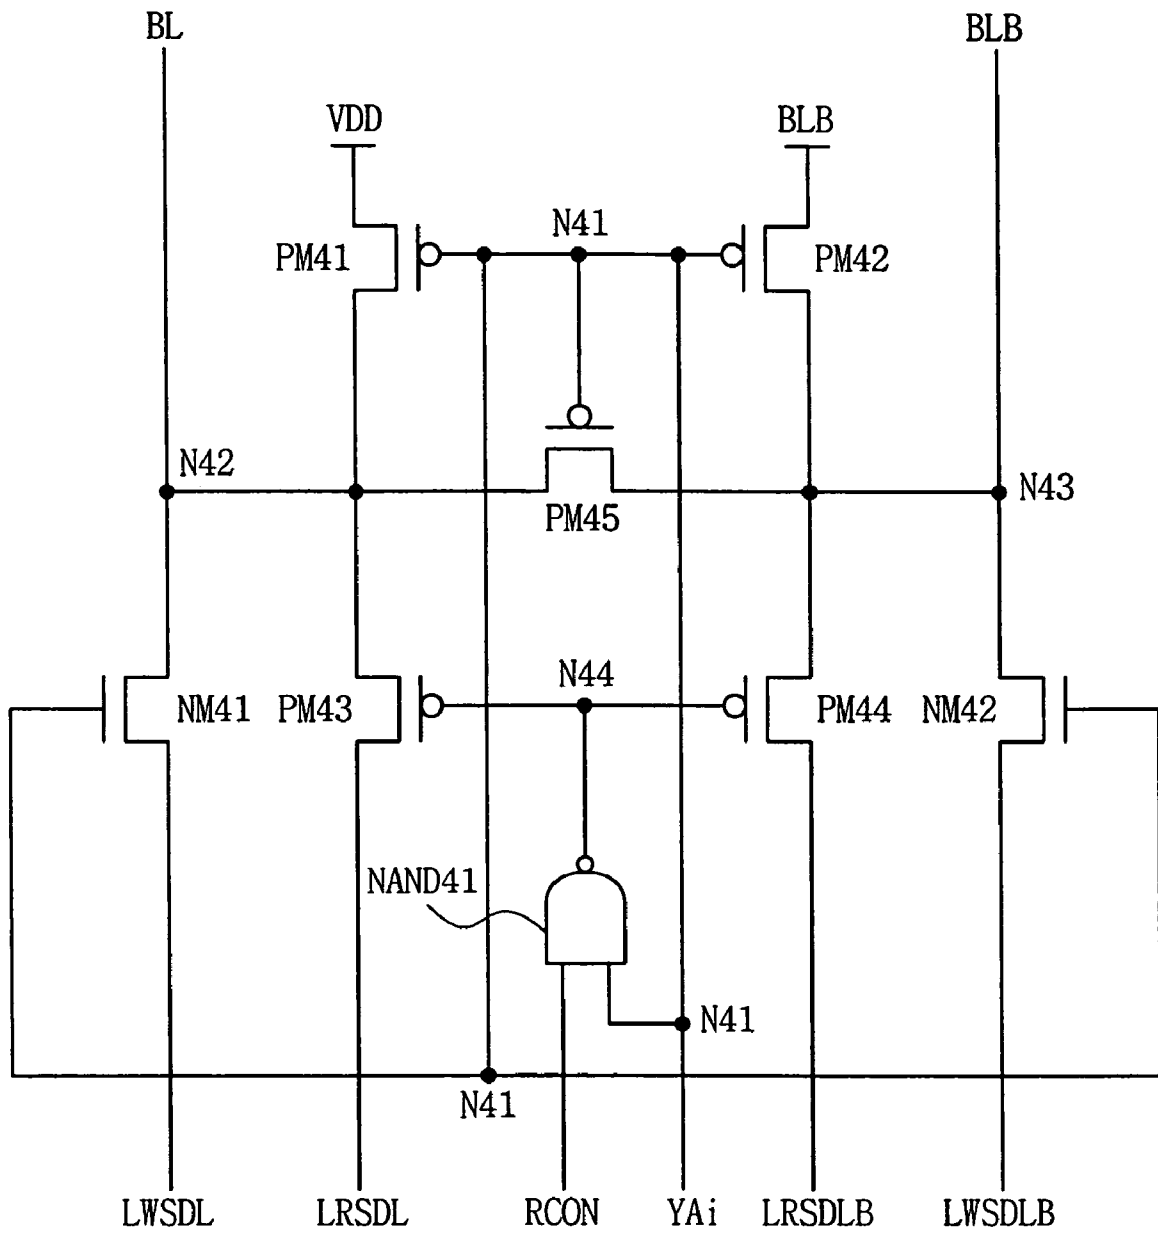 BL
BLB
VDD
BLB
N41
PM41
PM42
N42
N43
PM45
N44
NM41
PM43
PM44
NM42
NAND41
N41
N41
LWSDL
LRSDL
RCON
YAi
LRSDLB
LWSDLB